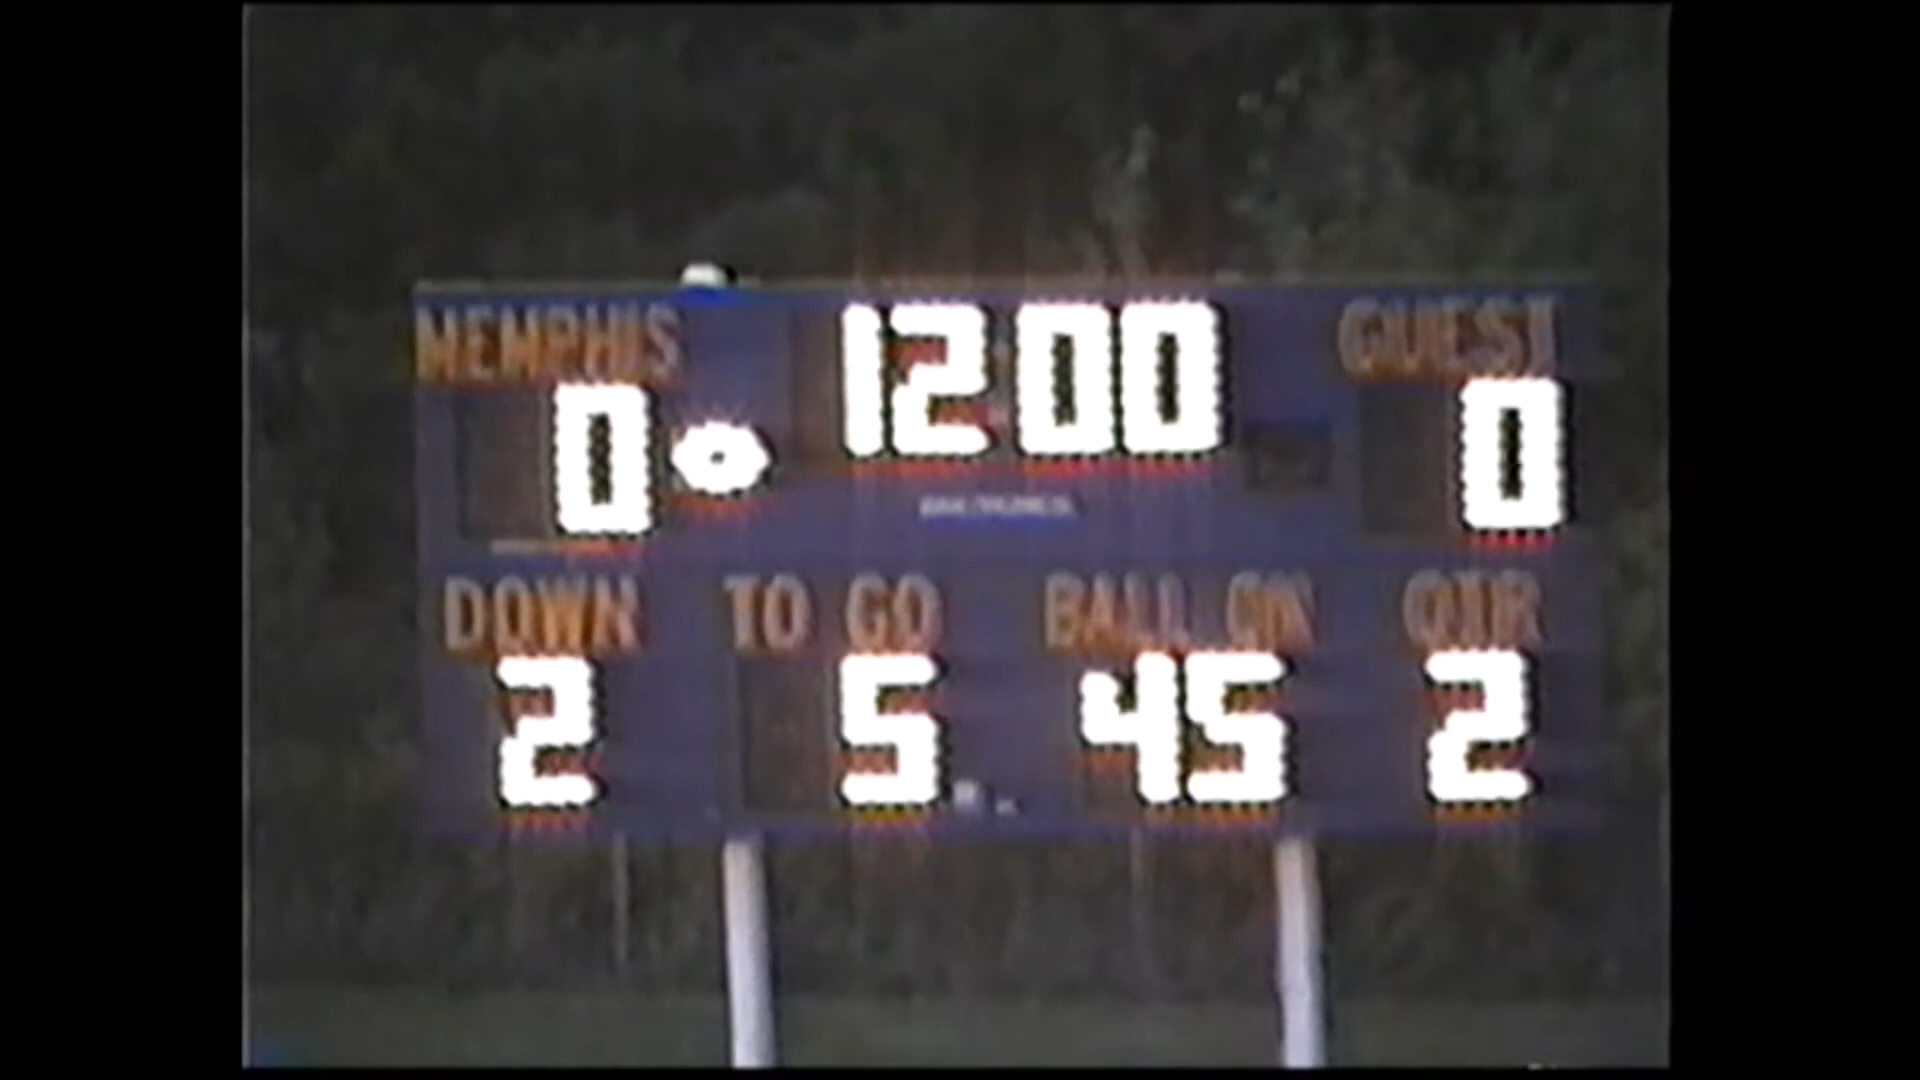 MEMPHIS 12:00 GUEST
0 0
DOWN TO GO BALL ON QTR
2 5 45 2